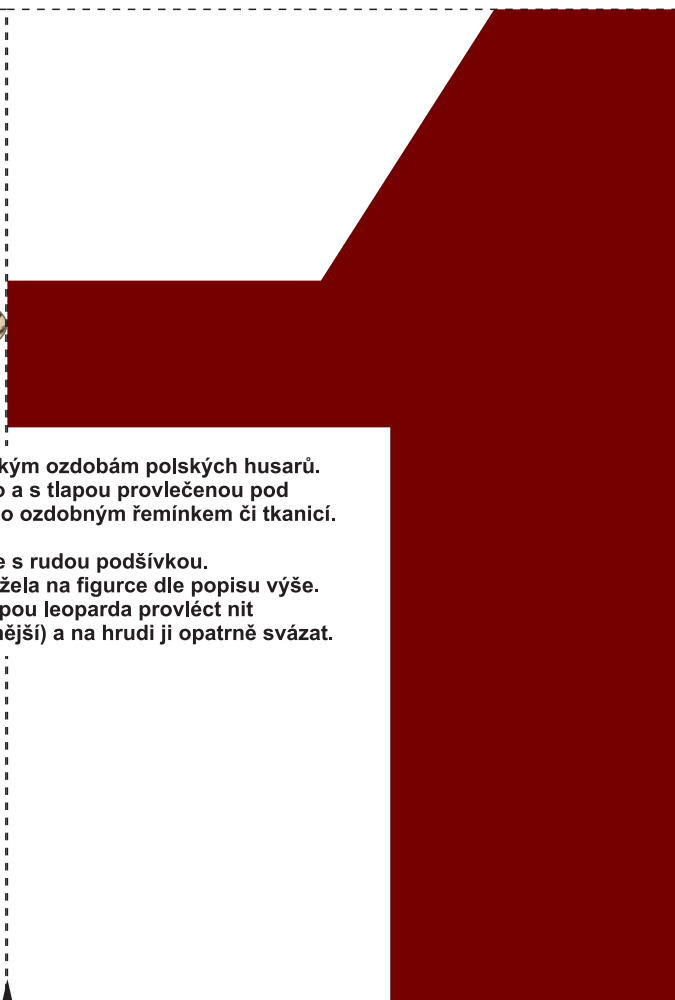 kým ozdobám polských husarů.
o a s tlapou provlečenou pod
o ozdobným řemínkem či tkanicí.
e s rudou podšívkou.
žela na figurce dle popisu výše.
pou leoparda provléct nit
nější) a na hrudi ji opatrně svázat.